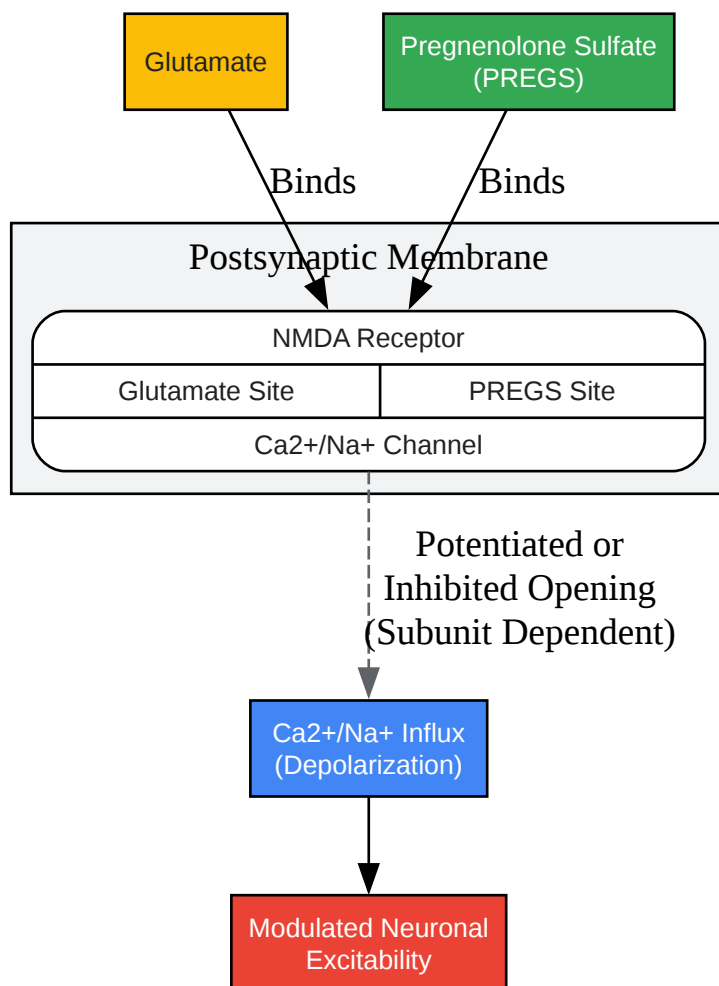 Glutamate
Pregnenolone Sulfate
(PREGS)
Binds
Binds
Postsynaptic Membrane
NMDA Receptor
Glutamate Site
PREGS Site
Ca2+/Na+ Channel
Potentiated or
Inhibited Opening
(Subunit Dependent)
Ca2+/Na+ Influx
(Depolarization)
Modulated Neuronal
Excitability